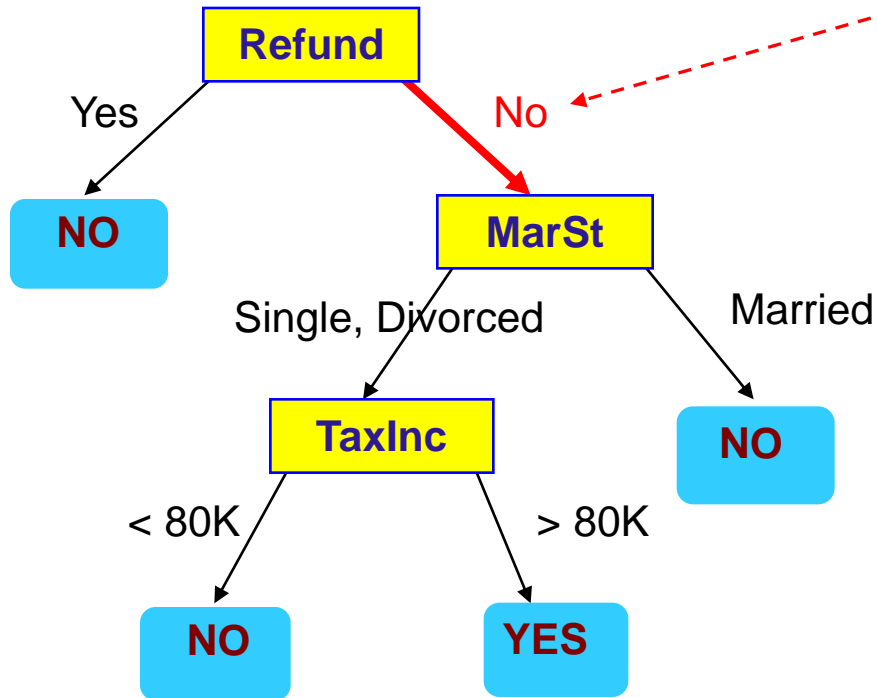 Refund
Yes
No
NO
MarSt
Single, Divorced
Married
TaxInc
NO
< 80K
> 80K
NO
YES